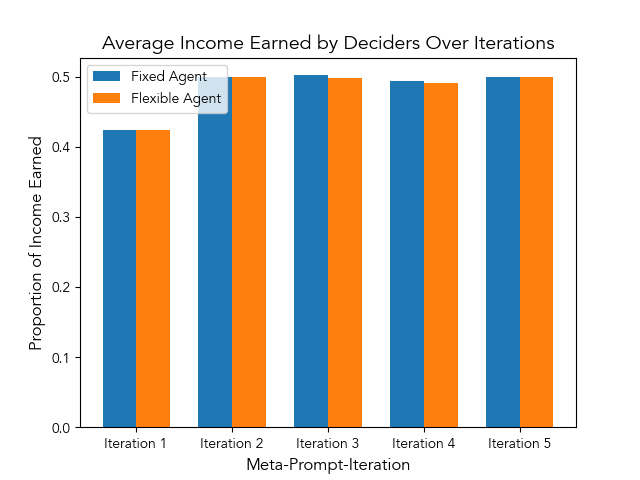 Average Income Earned by Deciders Over Iterations
Fixed Agent
Flexible Agent
Proportion of Income Earned
0.5
0.4
0.3
0.2
0.1
0.0
Iteration 1 Iteration 2 Iteration 3 Iteration 4 Iteration 5
Meta-Prompt-Iteration